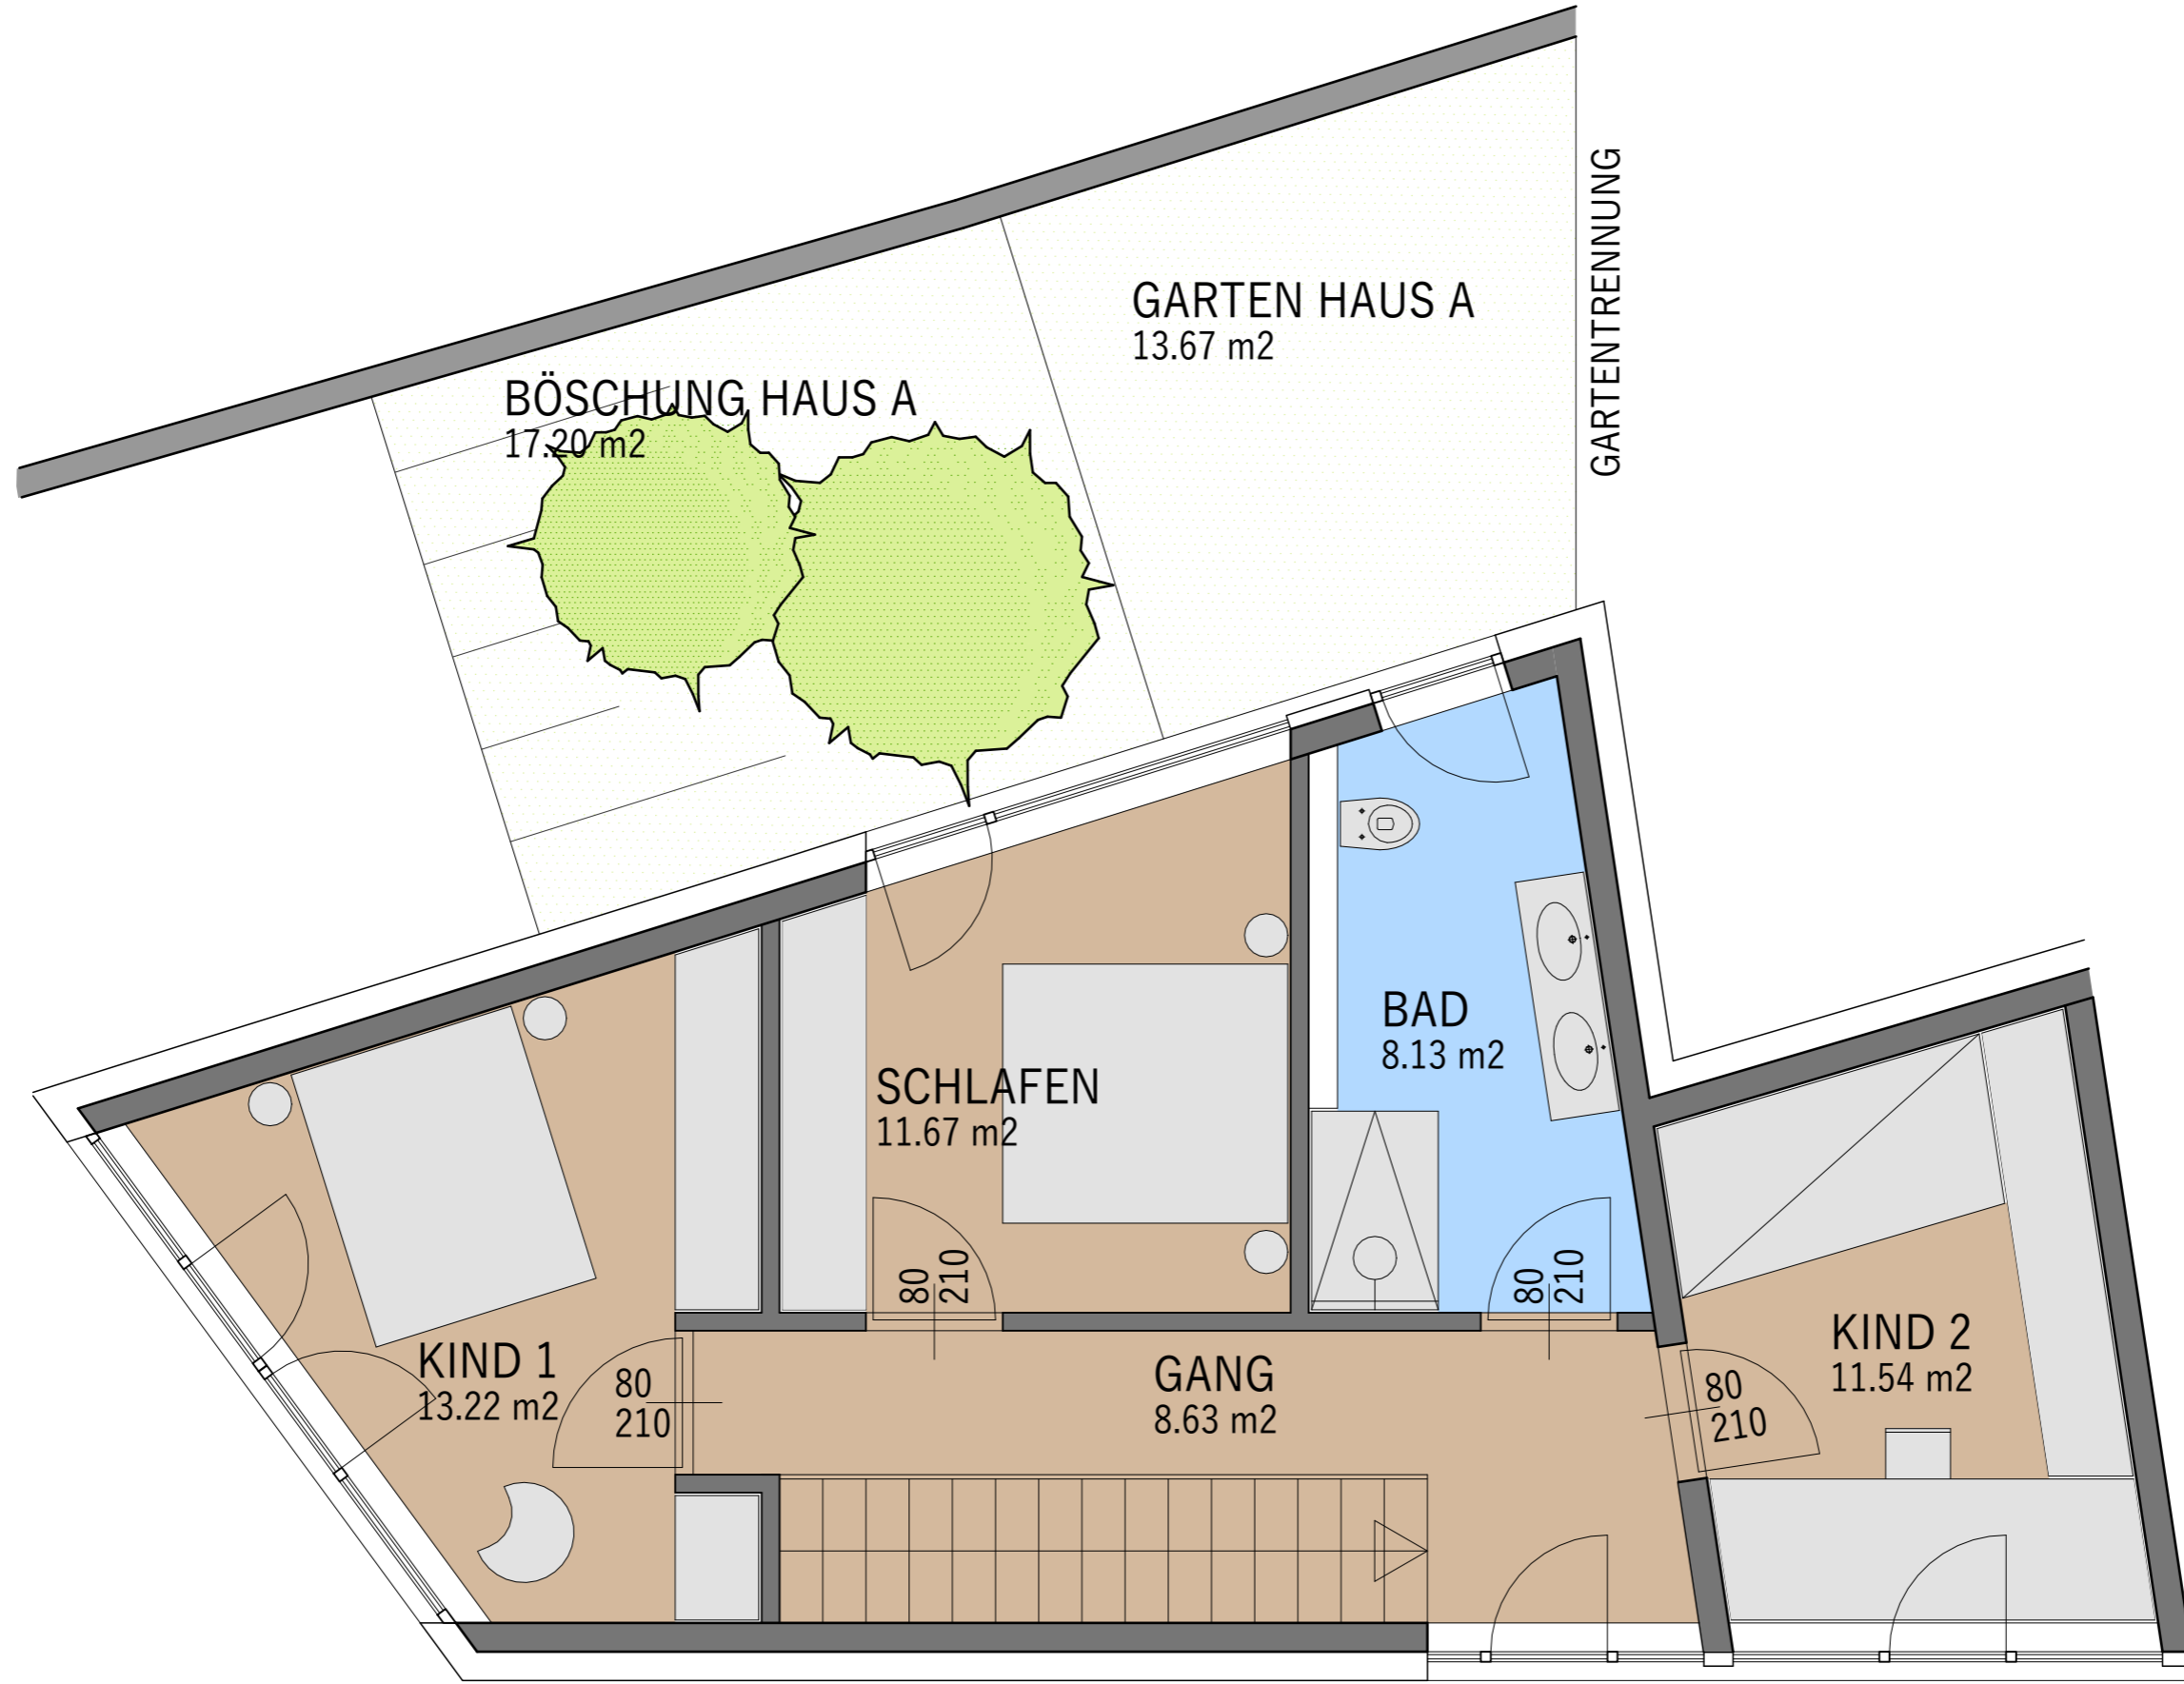 GARTENTRENNUNG
GARTEN HAUS A
13.67 m2
BÖSCHUNG HAUS A
17.20 m2
BAD
8.13 m2
SCHLAFEN
11.67 m2
80
210
80
210
KIND 1
13.22 m2
80
210
GANG
8.63 m2
KIND 2
11.54 m2
80
210